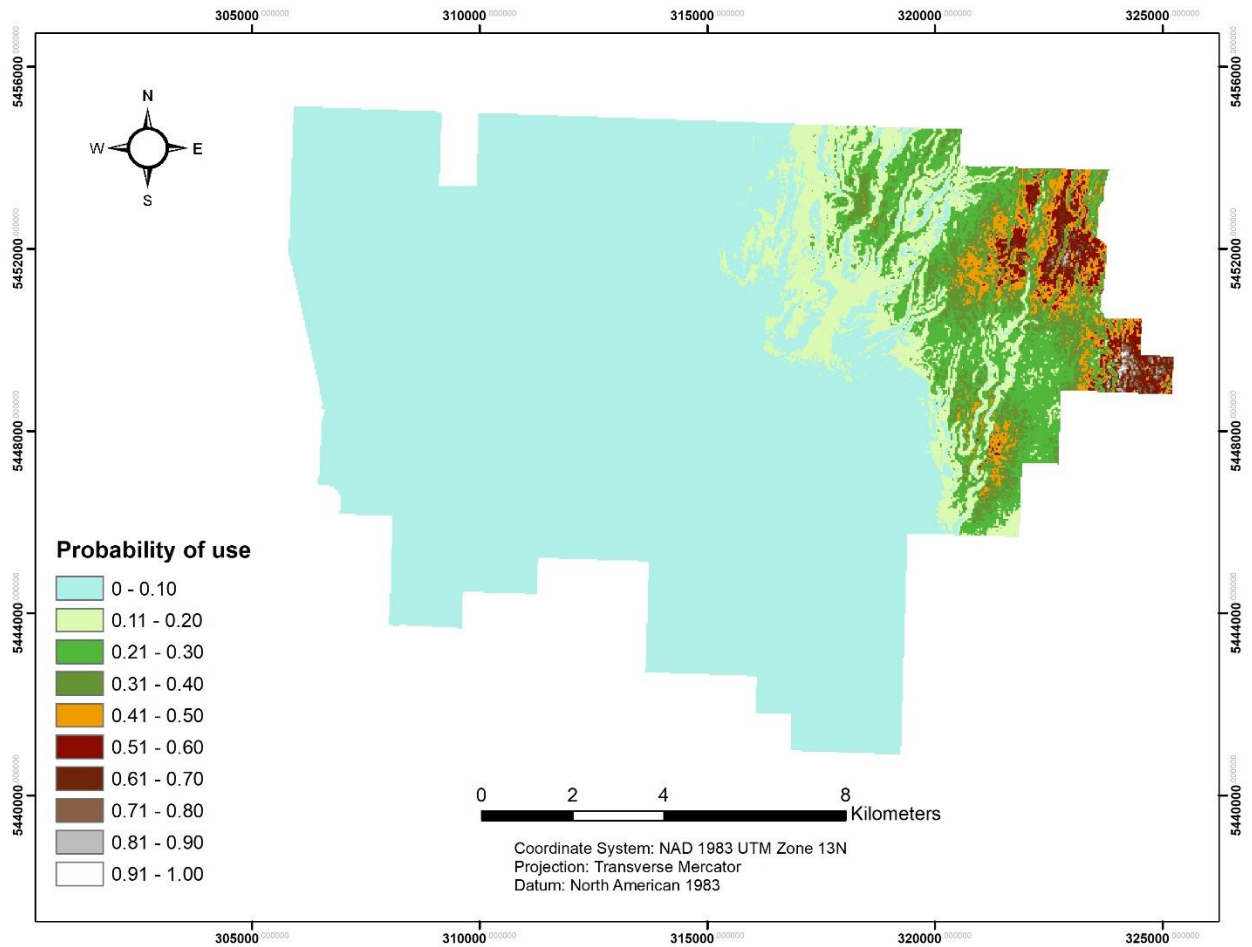 305000.000000 310000.000000 315000.000000 320000.000000 325000.000000
5456000.000000 5456000.000000
N
W E
S
5452000.000000 5452000.000000
5448000.000000 5448000.000000
Probability of use
0 - 0.10
0.11 - 0.20
0.21 - 0.30
0.31 - 0.40
0.41 - 0.50
0.51 - 0.60
0.61 - 0.70
0.71 - 0.80
0.81 - 0.90
0.91 - 1.00
5444000.000000 5444000.000000
5440000.000000 5440000.000000
0 2 4 8
Kilometers
Coordinate System: NAD 1983 UTM Zone 13N
Projection: Transverse Mercator
Datum: North American 1983
305000.000000 310000.000000 315000.000000 320000.000000 325000.000000